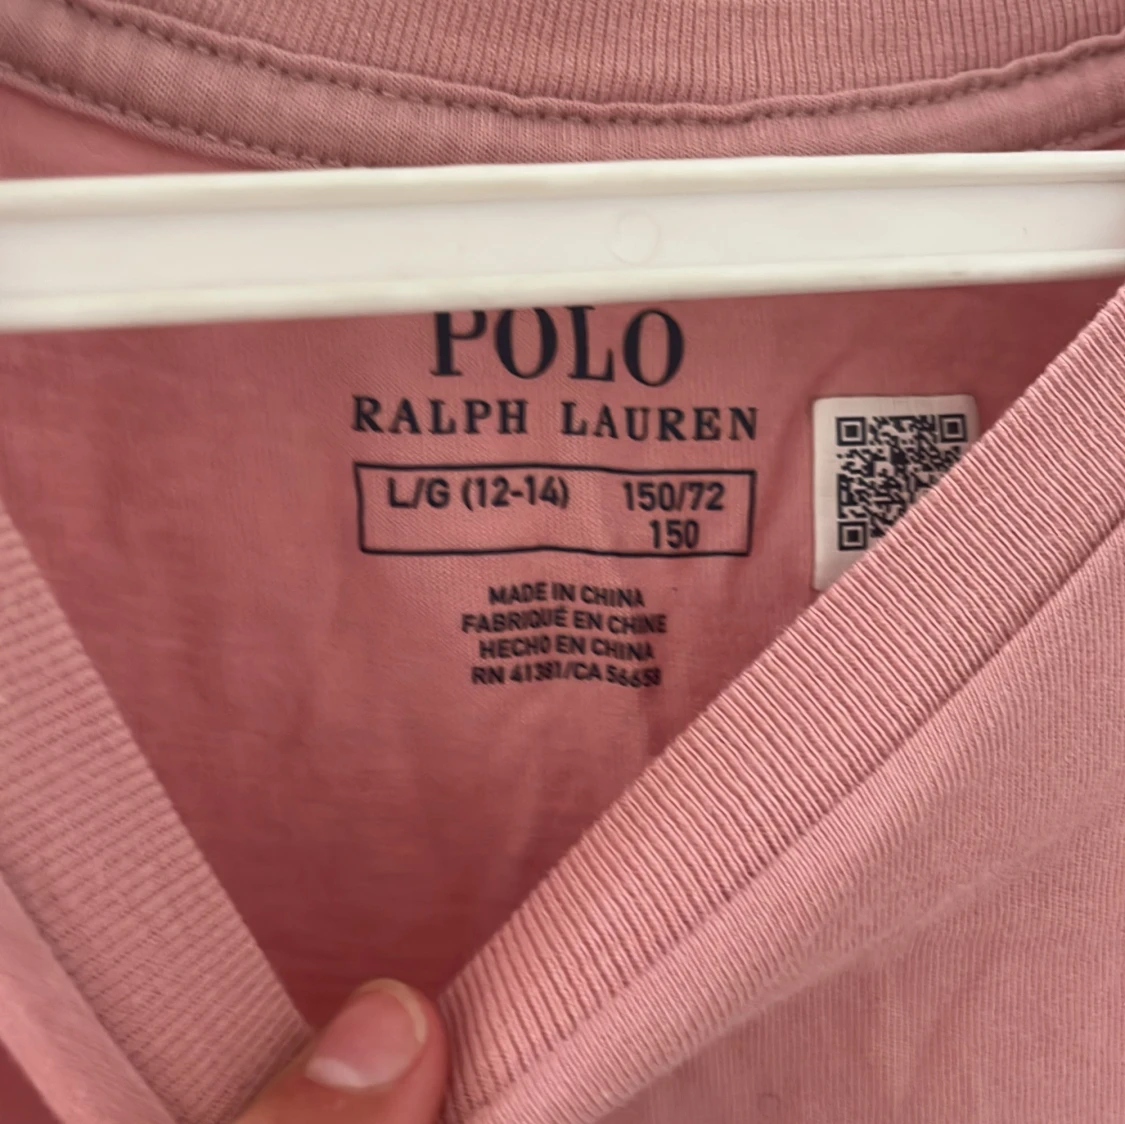 POLO
RALPH LAUREN
L/G (12-14) 150/72
150
MADE IN CHINA
FABRIQUÉ EN CHINE
HECHO EN CHINA
RN 41381/CA 56658